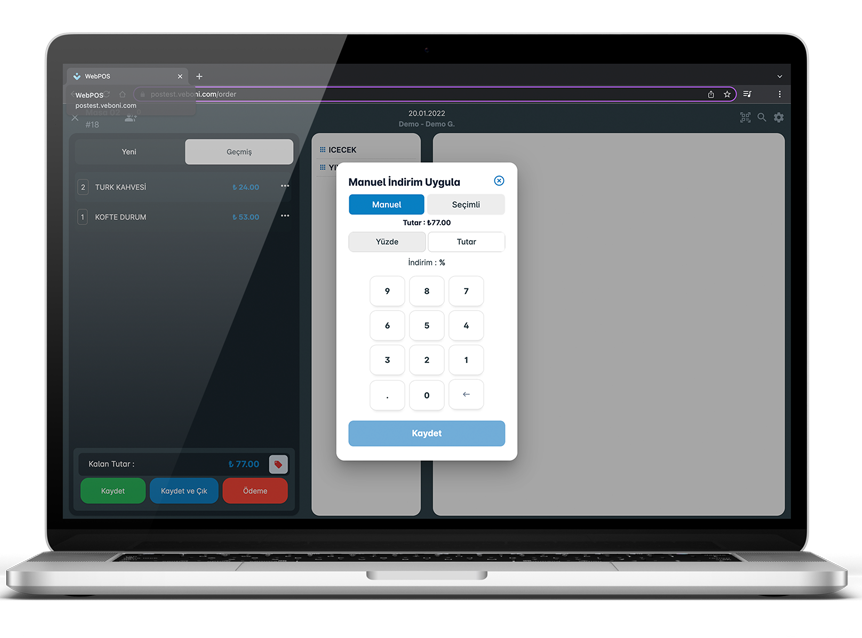 WebPOS
WebPOS
postest.veboni.com/order
postest.veboni.com
20.01.2022
Demo - Demo G.
#18
Yeni
Geçmiş
2 TURK KAHVESİ ₺ 24.00
1 KOFTE DURUM ₺ 53.00
ICECEK
Manuel İndirim Uygula
Manuel
Seçimli
Tutar : ₺77.00
Yüzde
Tutar
İndirim : %
9 8 7
6 5 4
3 2 1
. 0 ←
Kaydet
Kalan Tutar : ₺ 77.00
Kaydet
Kaydet ve Çık
Ödeme